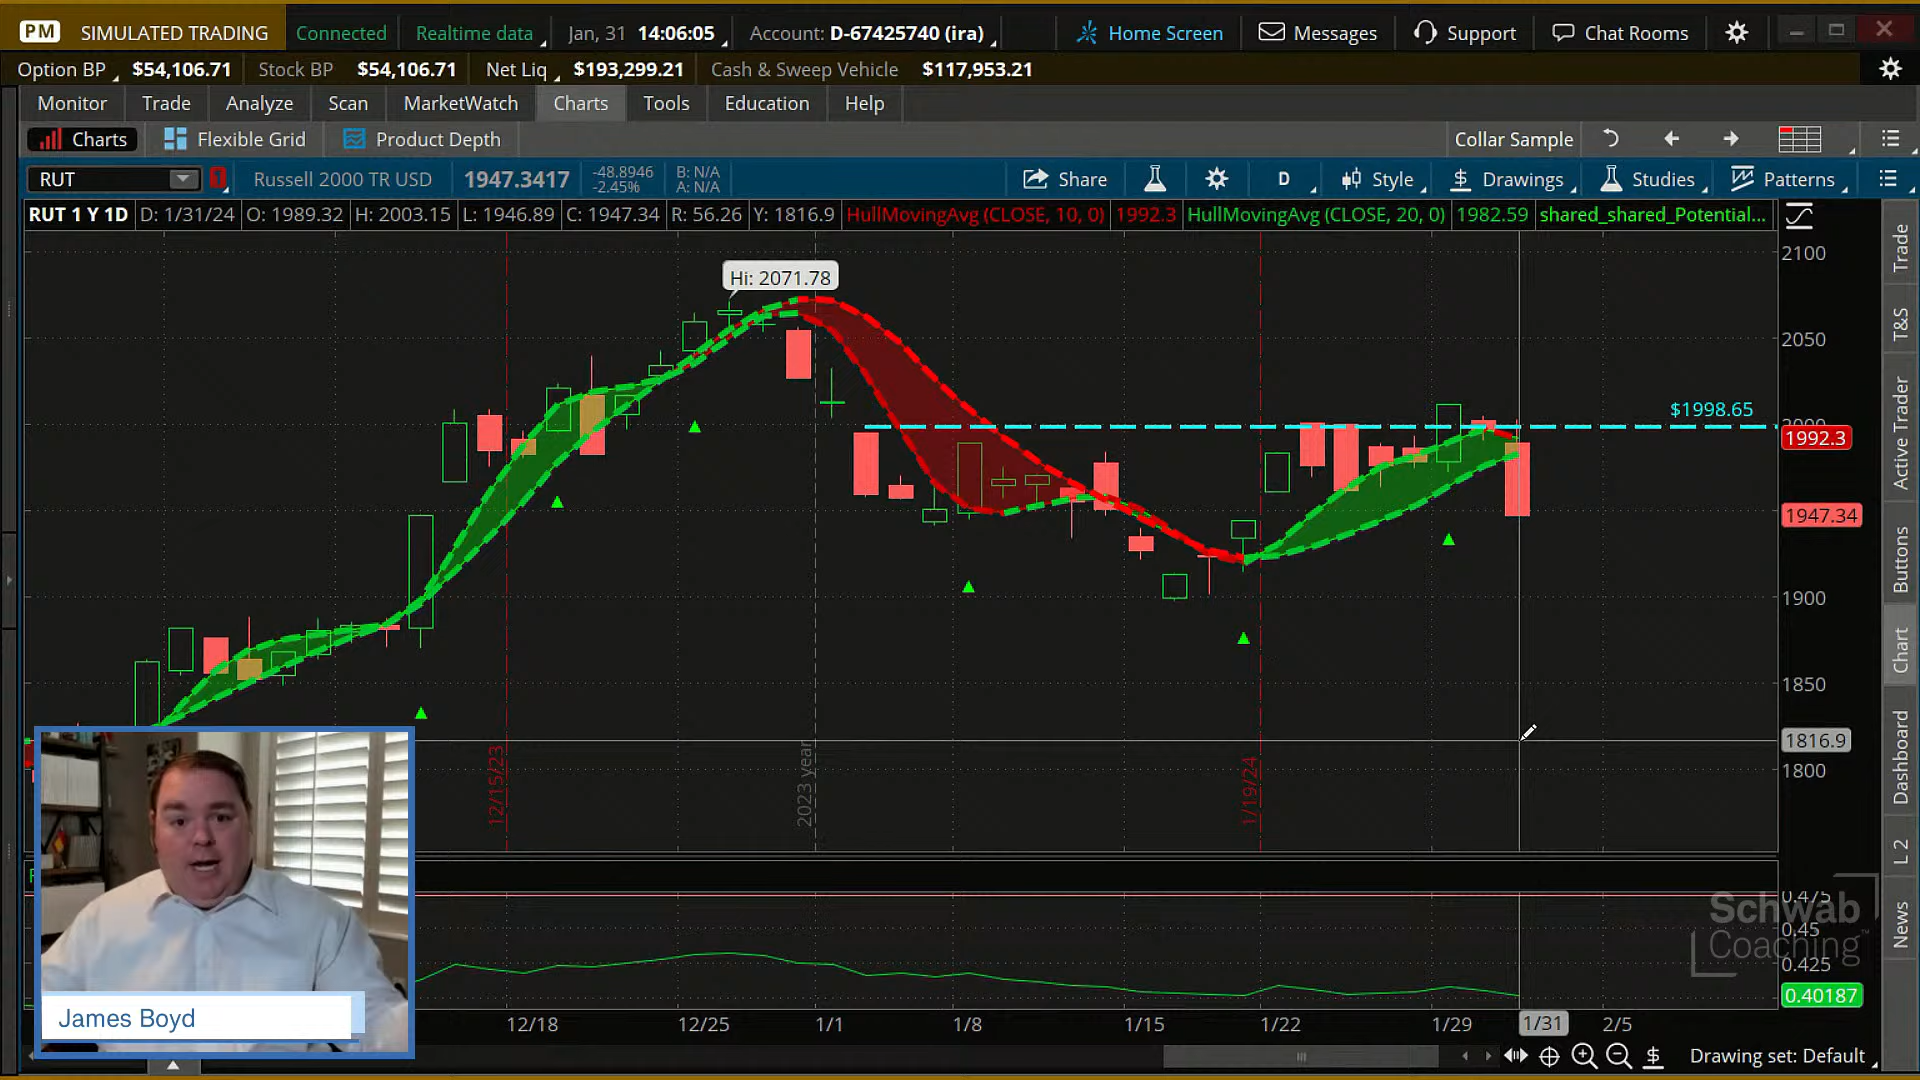 PM SIMULATED TRADING Connected Realtime data Jan, 31 14:06:05 Account: D-67425740 (ira) Home Screen Messages Support Chat Rooms
Option BP $54,106.71 Stock BP $54,106.71 Net Liq $193,299.21 Cash & Sweep Vehicle $117,953.21
Monitor Trade Analyze Scan MarketWatch Charts Tools Education Help
Charts Flexible Grid Product Depth Collar Sample
RUT 1 Russell 2000 TR USD 1947.3417 -48.8946 B: N/A Share D Style Drawings Studies Patterns
-2.45% A: N/A
RUT 1 Y 1D D: 1/31/24 O: 1989.32 H: 2003.15 L: 1946.89 C: 1947.34 R: 56.26 Y: 1816.9 HullMovingAvg (CLOSE, 10, 0) 1992.3 HullMovingAvg (CLOSE, 20, 0) 1982.59 shared_shared_Potential...
2100
Hi: 2071.78
2050
$1998.65
2000
1992.3
1947.34
1900
1850
1816.9
1800
12/15/23
2023 year
1/19/24
0.475
0.45
0.425
0.40187
Schwab
Coaching™
James Boyd
12/18 12/25 1/1 1/8 1/15 1/22 1/29 1/31 2/5
Drawing set: Default
Trade
T&S
Active Trader
Buttons
Chart
Dashboard
L 2
News